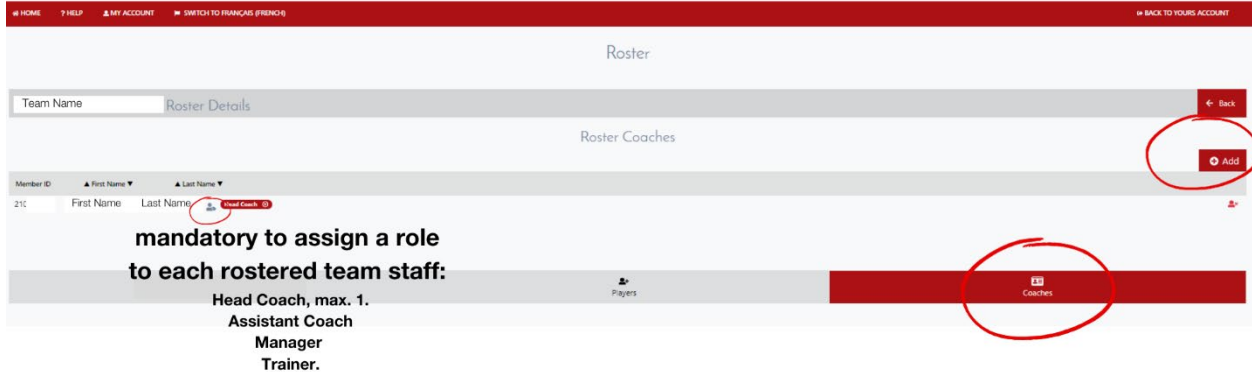 HOME ? HELP MY ACCOUNT SWITCH TO FRANÇAIS (FRENCH) BACK TO YOURS ACCOUNT
Roster
Team Name Roster Details Back
Roster Coaches
Add
Member ID ▲ First Name ▼ ▲ Last Name ▼
210 First Name Last Name Head Coach
mandatory to assign a role
to each rostered team staff:
Players Coaches
Head Coach, max. 1.
Assistant Coach
Manager
Trainer.